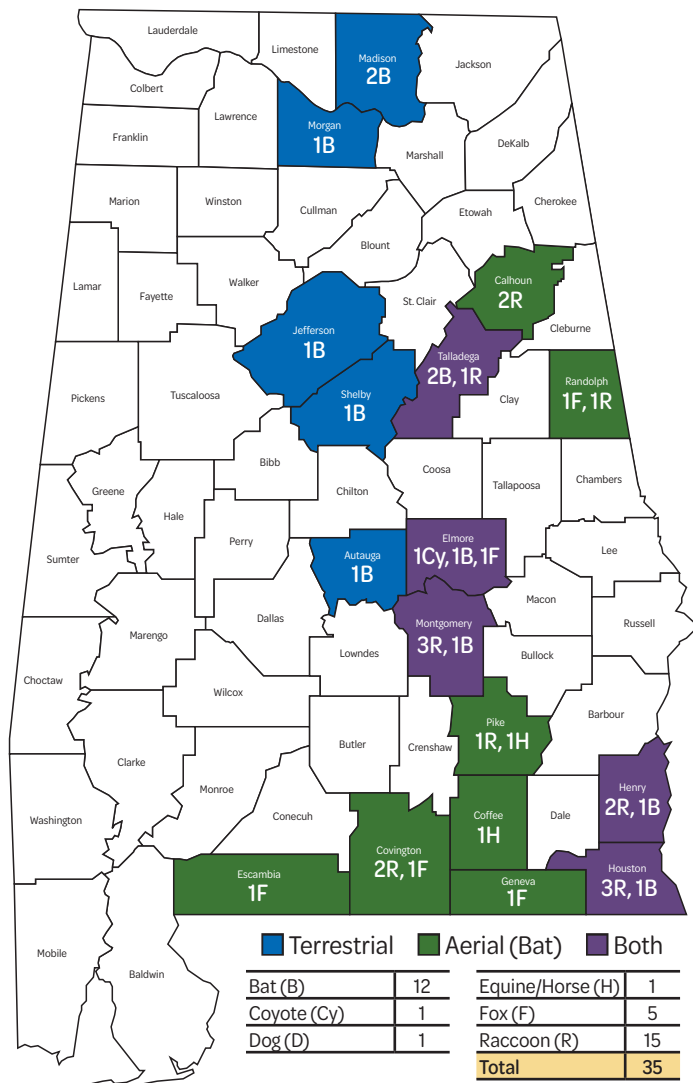 Lauderdale
Limestone
Madison
2B
Jackson
Colbert
Lawrence
Morgan
1B
Franklin
Marshall
DeKalb
Marion
Winston
Cullman
Etowah
Cherokee
Blount
Lamar
Fayette
Walker
St. Clair
Calhoun
2R
Cleburne
Jefferson
1B
Talladega
2B, 1R
Pickens
Tuscaloosa
Shelby
1B
Clay
Randolph
1F, 1R
Bibb
Greene
Hale
Chilton
Coosa
Tallapoosa
Chambers
Sumter
Perry
Autauga
1B
Elmore
1Cy, 1B, 1F
Lee
Macon
Marengo
Dallas
Lowndes
Montgomery
3R, 1B
Russell
Bullock
Choctaw
Wilcox
Barbour
Butler
Crenshaw
Pike
1R, 1H
Clarke
Monroe
Conecuh
Henry
2R, 1B
Washington
Covington
2R, 1F
Coffee
1H
Dale
Escambia
1F
Geneva
1F
Houston
3R, 1B
Mobile
Baldwin
Terrestrial Aerial (Bat) Both
Bat (B) 12
Coyote (Cy) 1
Dog (D) 1
Equine/Horse (H) 1
Fox (F) 5
Raccoon (R) 15
Total 35